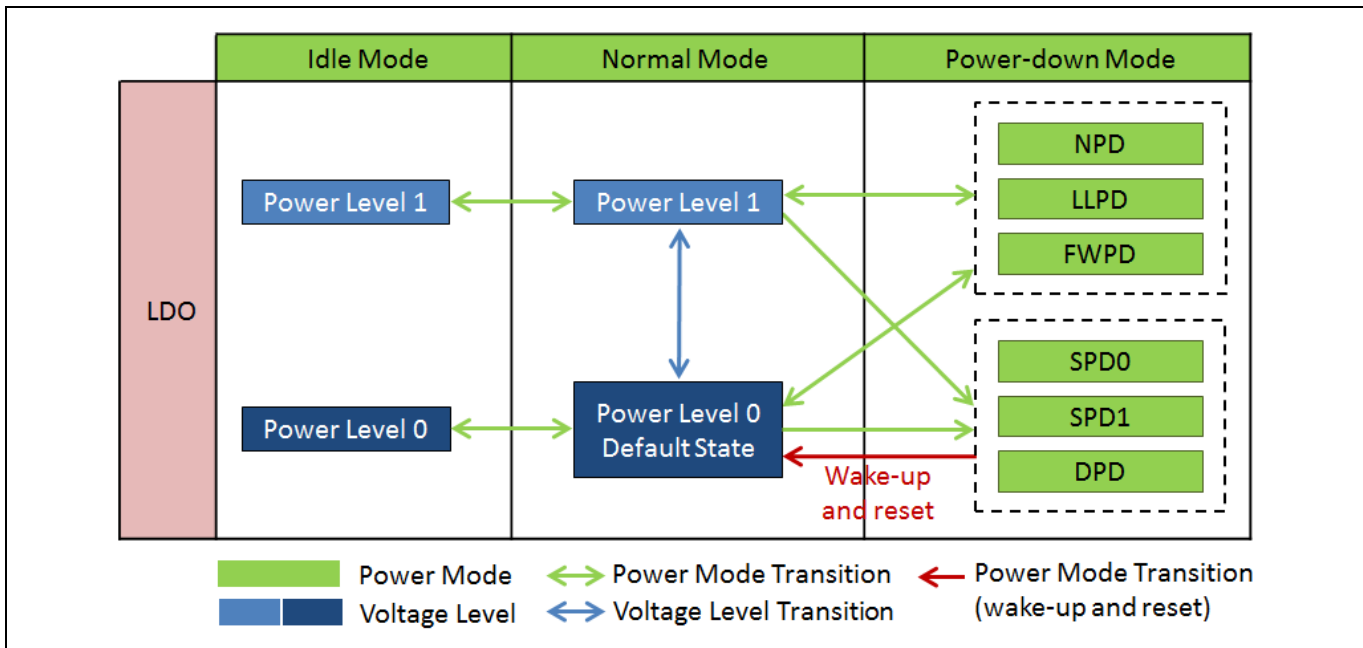 Idle Mode
Normal Mode
Power-down Mode
LDO
Power Level 1
Power Level 1
NPD
LLPD
FWPD
Power Level 0
Power Level 0
Default State
SPD0
SPD1
DPD
Wake-up
and reset
Power Mode
Power Mode Transition
Power Mode Transition
(wake-up and reset)
Voltage Level
Voltage Level Transition